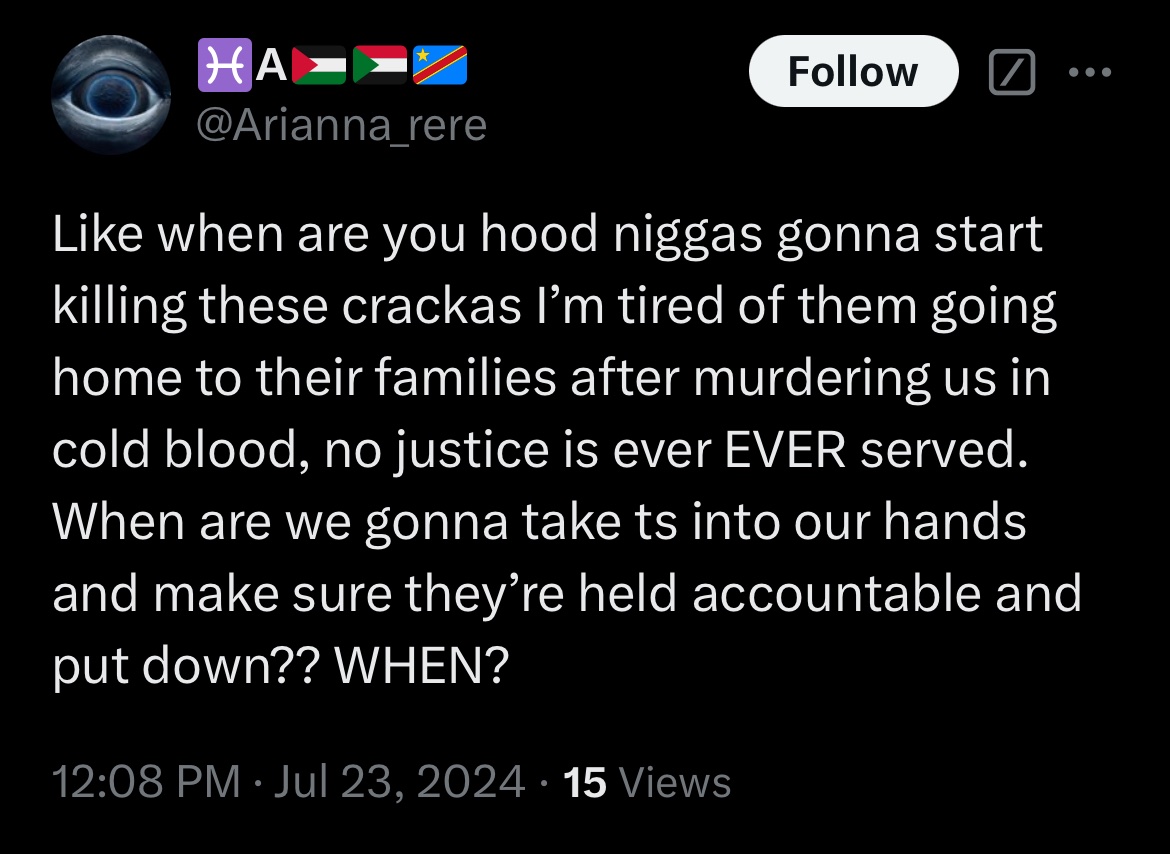 ♓A🇵🇸🇸🇩🇨🇩
Follow
@Arianna_rere
Like when are you hood niggas gonna start
killing these crackas I’m tired of them going
home to their families after murdering us in
cold blood, no justice is ever EVER served.
When are we gonna take ts into our hands
and make sure they’re held accountable and
put down?? WHEN?
12:08 PM · Jul 23, 2024 · 15 Views